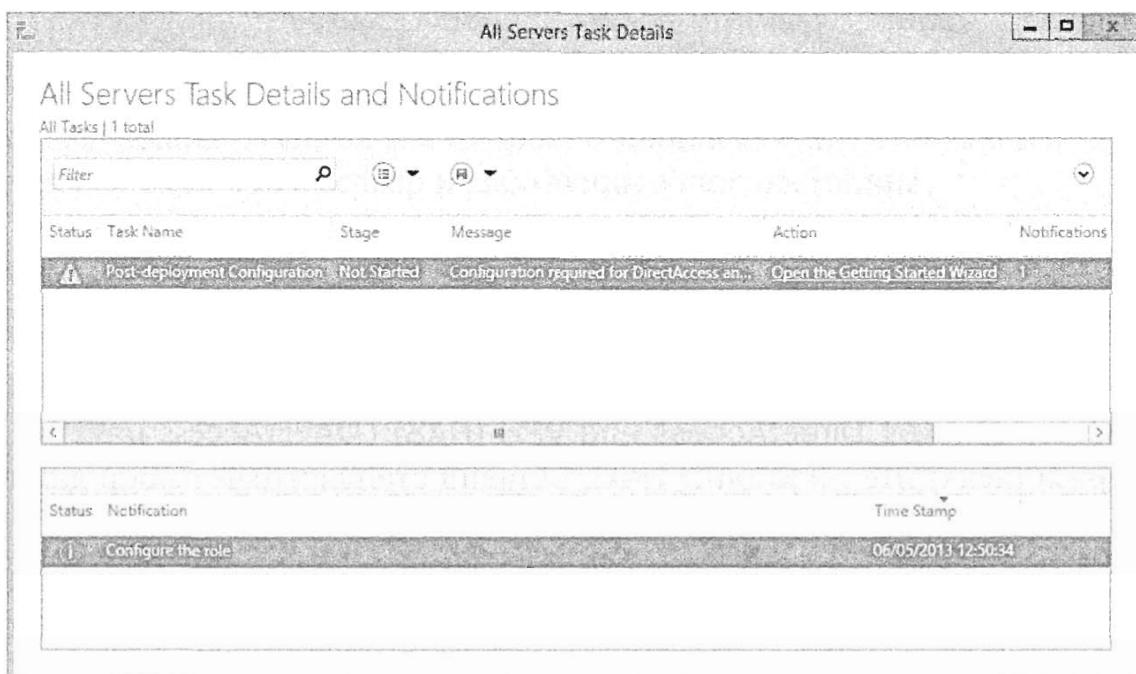 All Servers Task Details
All Servers Task Details and Notifications
All Tasks | 1 total
Filter
Status Task Name Stage Message Action Notifications
Post-deployment Configuration Not Started Configuration required for DirectAccess an... Open the Getting Started Wizard 1
Status Notification Time Stamp
Configure the role 06/05/2013 12:50:34